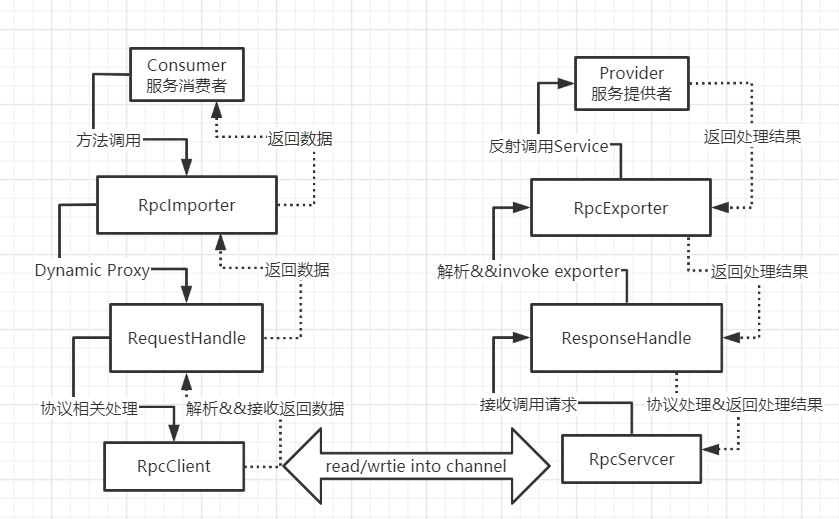 Consumer
服务消费者
方法调用
返回数据
RpcImporter
Dynamic Proxy
返回数据
RequestHandle
协议相关处理
解析&&接收返回数据
RpcClient
read/wrtie into channel
Provider
服务提供者
反射调用Service
返回处理结果
RpcExporter
解析&&invoke exporter
返回处理结果
ResponseHandle
接收调用请求
协议处理&返回处理结果
RpcServcer